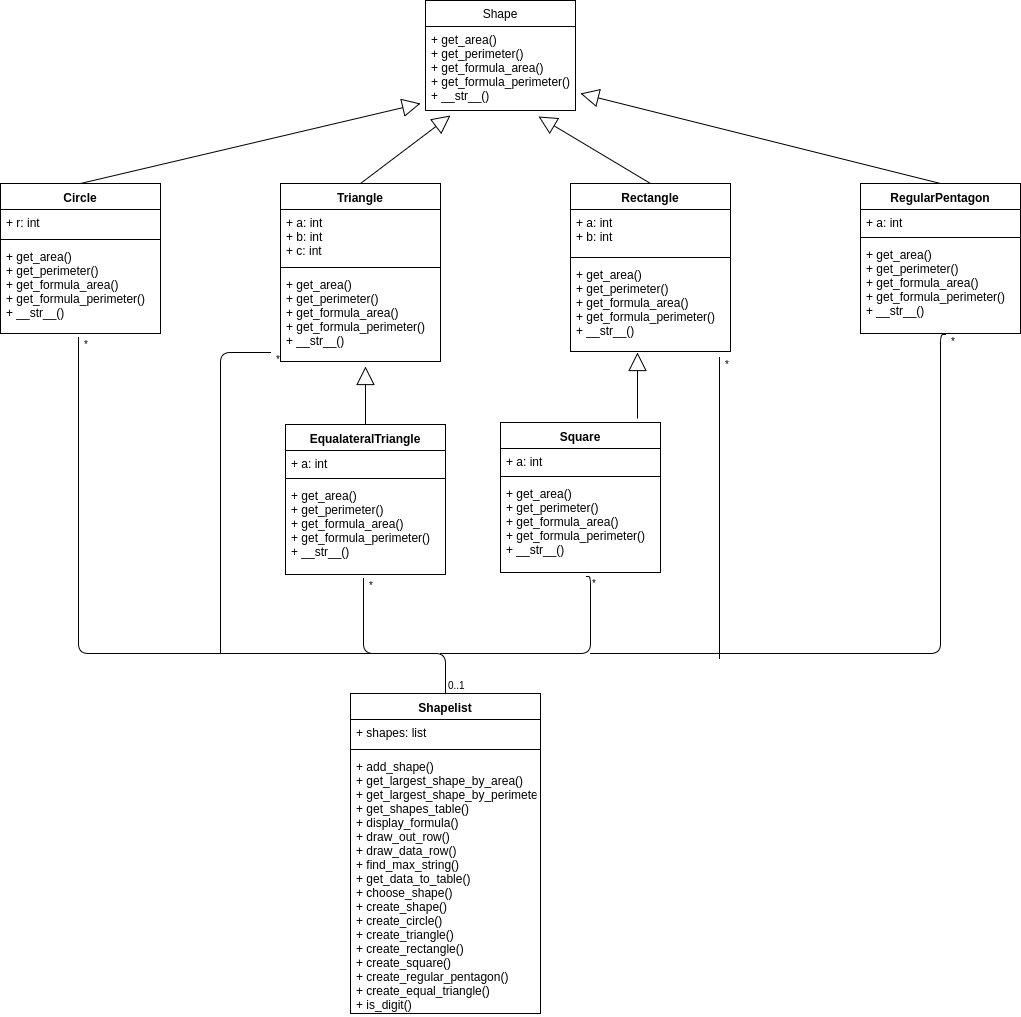 Shape
+ get_area()
+ get_perimeter()
+ get_formula_area()
+ get_formula_perimeter()
+ __str__()
Circle
+ r: int
+ get_area()
+ get_perimeter()
+ get_formula_area()
+ get_formula_perimeter()
+ __str__()
*
Triangle
+ a: int
+ b: int
+ c: int
+ get_area()
+ get_perimeter()
+ get_formula_area()
+ get_formula_perimeter()
+ __str__()
*
Rectangle
+ a: int
+ b: int
+ get_area()
+ get_perimeter()
+ get_formula_area()
+ get_formula_perimeter()
+ __str__()
*
RegularPentagon
+ a: int
+ get_area()
+ get_perimeter()
+ get_formula_area()
+ get_formula_perimeter()
+ __str__()
*
EqualateralTriangle
+ a: int
+ get_area()
+ get_perimeter()
+ get_formula_area()
+ get_formula_perimeter()
+ __str__()
*
Square
+ a: int
+ get_area()
+ get_perimeter()
+ get_formula_area()
+ get_formula_perimeter()
+ __str__()
*
0..1
Shapelist
+ shapes: list
+ add_shape()
+ get_largest_shape_by_area()
+ get_largest_shape_by_perimete
+ get_shapes_table()
+ display_formula()
+ draw_out_row()
+ draw_data_row()
+ find_max_string()
+ get_data_to_table()
+ choose_shape()
+ create_shape()
+ create_circle()
+ create_triangle()
+ create_rectangle()
+ create_square()
+ create_regular_pentagon()
+ create_equal_triangle()
+ is_digit()